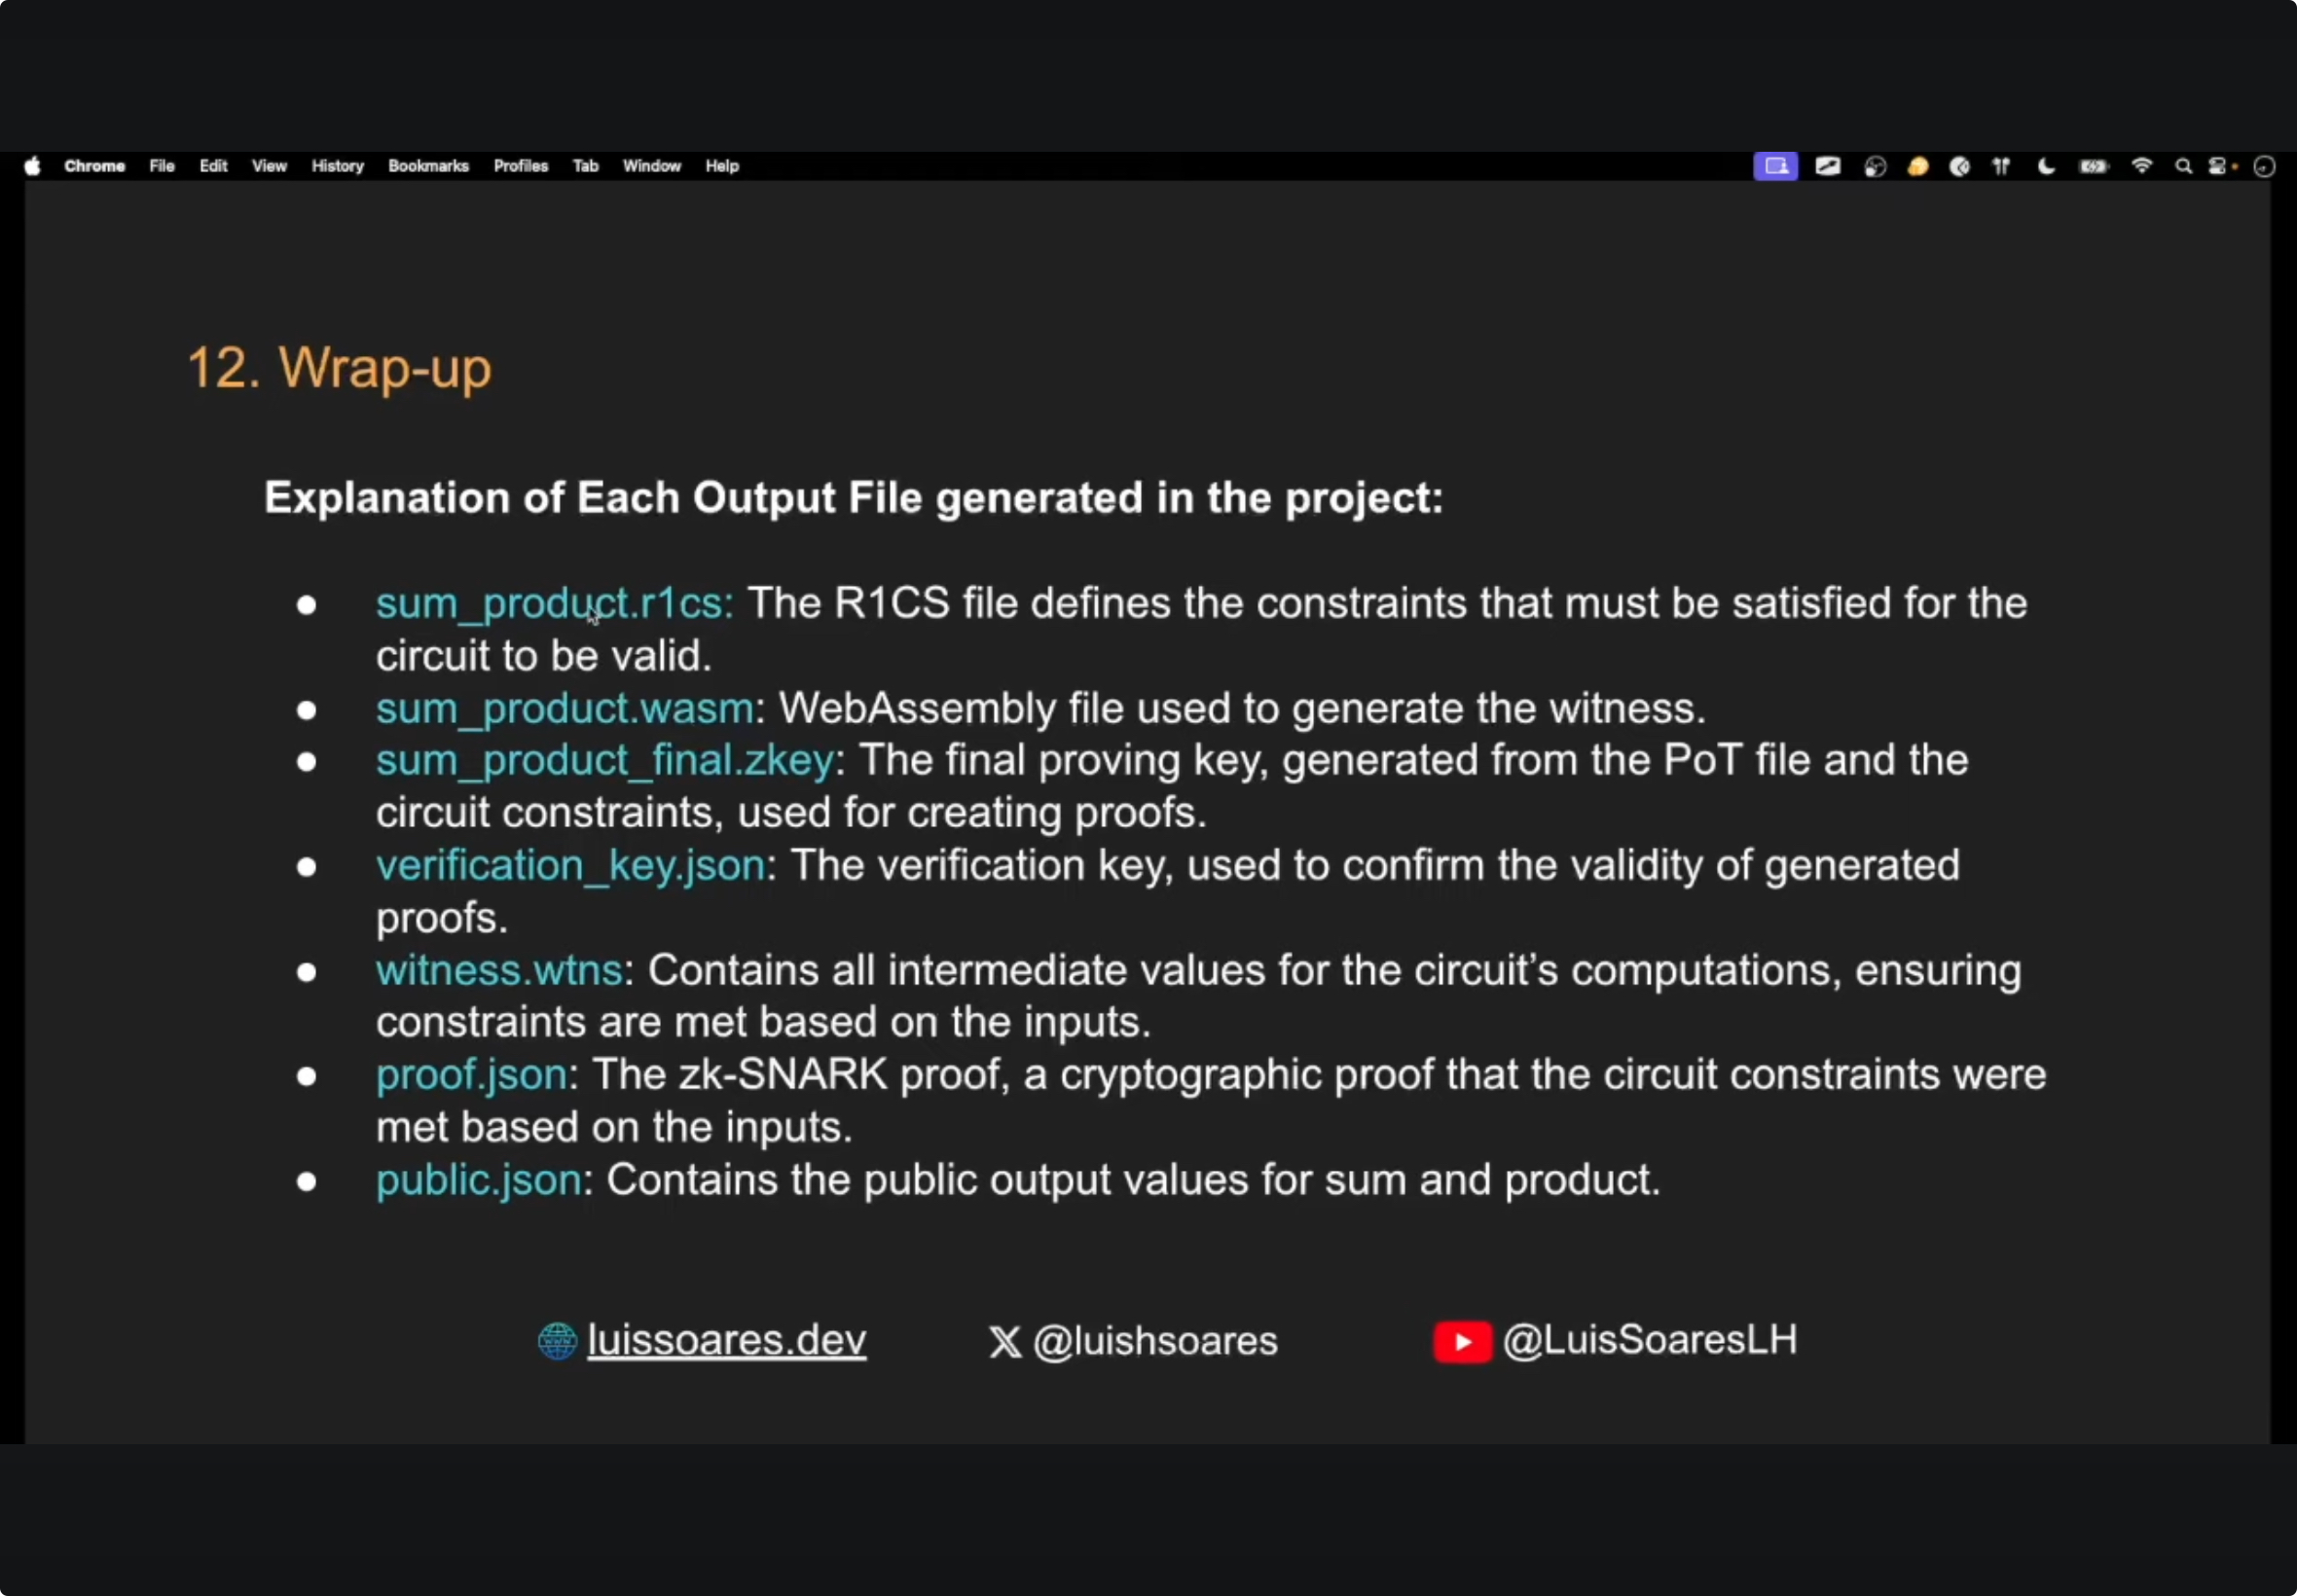 Chrome File Edit View History Bookmarks Profiles Tab Window Help
12. Wrap-up
Explanation of Each Output File generated in the project:
● sum_product.r1cs: The R1CS file defines the constraints that must be satisfied for the
circuit to be valid.
● sum_product.wasm: WebAssembly file used to generate the witness.
● sum_product_final.zkey: The final proving key, generated from the PoT file and the
circuit constraints, used for creating proofs.
● verification_key.json: The verification key, used to confirm the validity of generated
proofs.
● witness.wtns: Contains all intermediate values for the circuit’s computations, ensuring
constraints are met based on the inputs.
● proof.json: The zk-SNARK proof, a cryptographic proof that the circuit constraints were
met based on the inputs.
● public.json: Contains the public output values for sum and product.
luissoares.dev @luishsoares @LuisSoaresLH